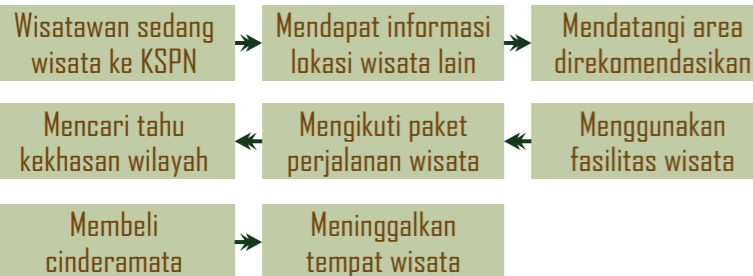 Wisatawan sedang
wisata ke KSPN
Mendapat informasi
lokasi wisata lain
Mendatangi area
direkomendasikan
Menggunakan
fasilitas wisata
Mengikuti paket
perjalanan wisata
Mencari tahu
kekhasan wilayah
Membeli
cinderamata
Meninggalkan
tempat wisata